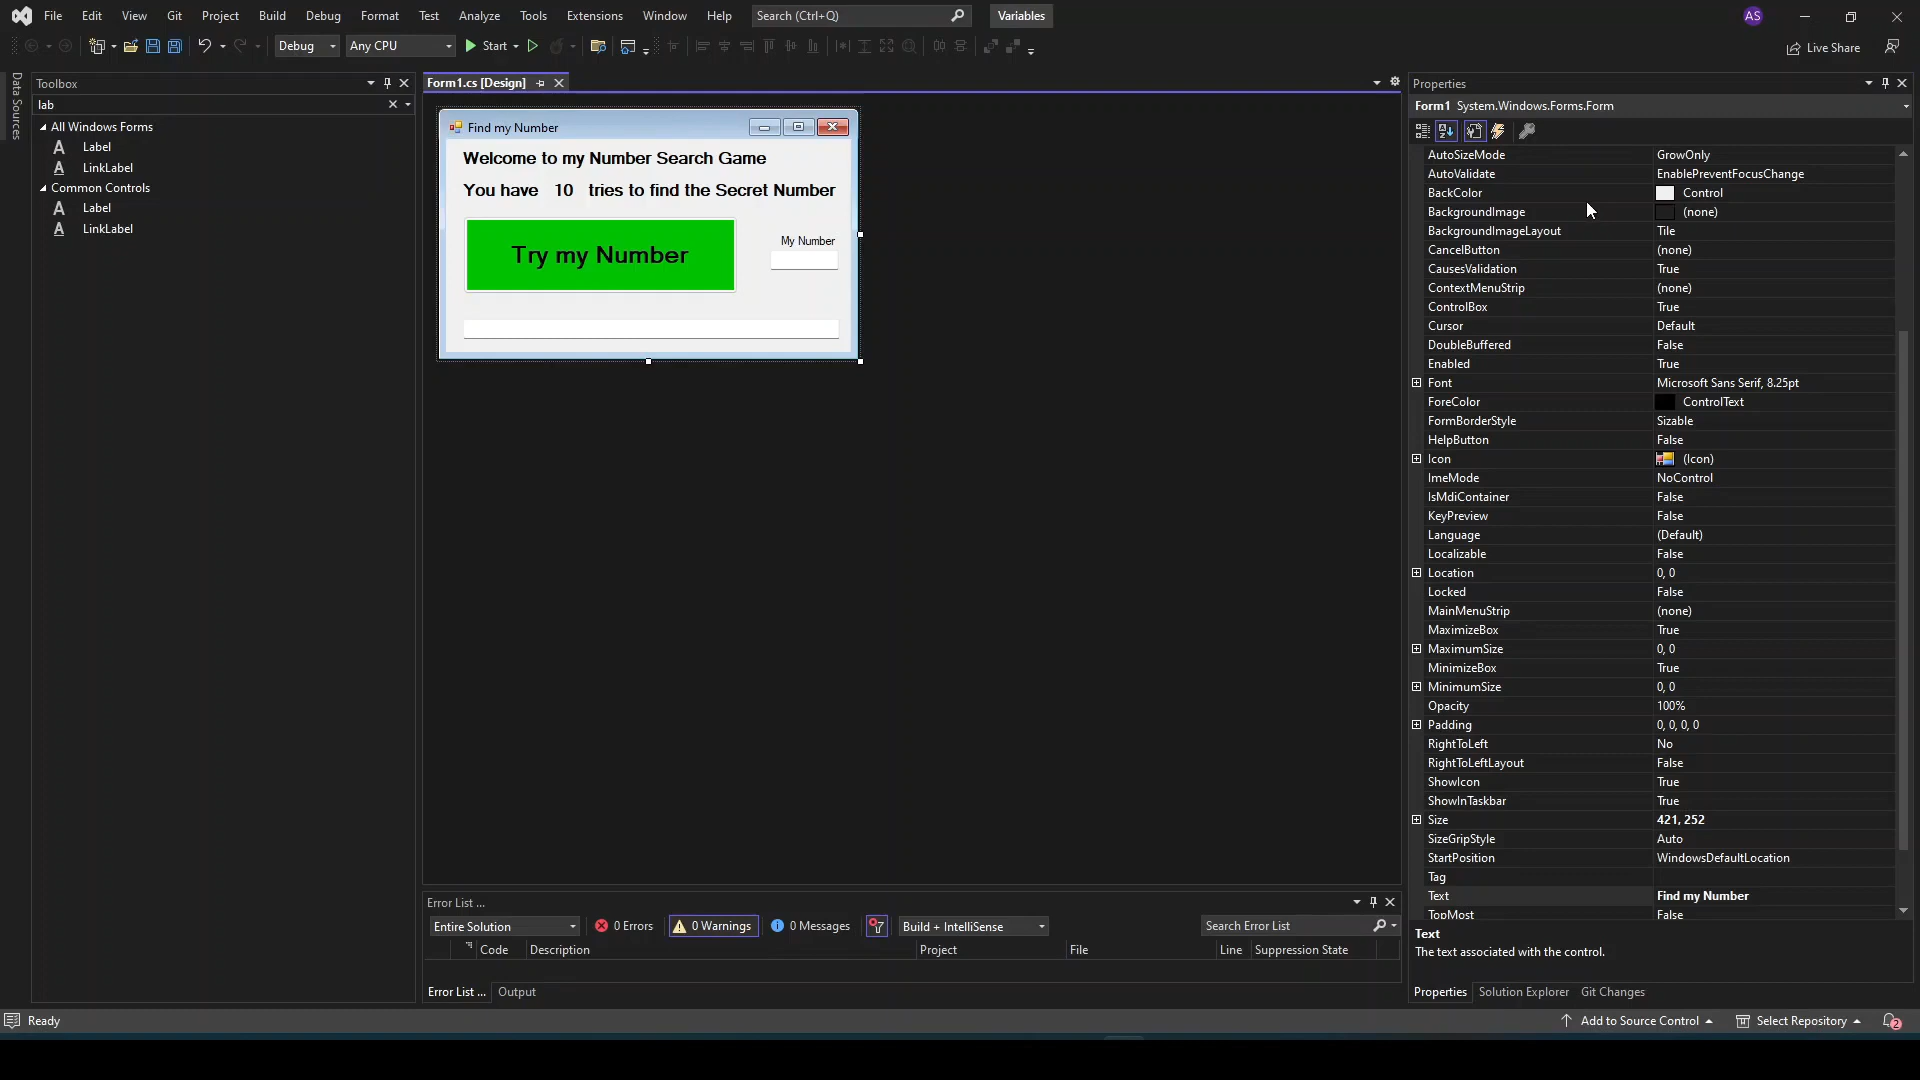 File Edit View Git Project Build Debug Format Test Analyze Tools Extensions Window Help Search (Ctrl+Q) Variables AS
Debug Any CPU Start Live Share
Data Sources
Toolbox
lab
All Windows Forms
Label
LinkLabel
Common Controls
Label
LinkLabel
Form1.cs [Design]
Find my Number
Welcome to my Number Search Game
You have 10 tries to find the Secret Number
Try my Number
My Number
Error List ...
Entire Solution 0 Errors 0 Warnings 0 Messages Build + IntelliSense Search Error List
Code Description Project File Line Suppression State
Error List ... Output
Properties
Form1 System.Windows.Forms.Form
AutoSizeMode GrowOnly
AutoValidate EnablePreventFocusChange
BackColor Control
BackgroundImage (none)
BackgroundImageLayout Tile
CancelButton (none)
CausesValidation True
ContextMenuStrip (none)
ControlBox True
Cursor Default
DoubleBuffered False
Enabled True
Font Microsoft Sans Serif, 8.25pt
ForeColor ControlText
FormBorderStyle Sizable
HelpButton False
Icon (Icon)
ImeMode NoControl
IsMdiContainer False
KeyPreview False
Language (Default)
Localizable False
Location 0, 0
Locked False
MainMenuStrip (none)
MaximizeBox True
MaximumSize 0, 0
MinimizeBox True
MinimumSize 0, 0
Opacity 100%
Padding 0, 0, 0, 0
RightToLeft No
RightToLeftLayout False
ShowIcon True
ShowInTaskbar True
Size 421, 252
SizeGripStyle Auto
StartPosition WindowsDefaultLocation
Tag
Text Find my Number
TopMost False
Text
The text associated with the control.
Properties Solution Explorer Git Changes
Ready Add to Source Control Select Repository 2